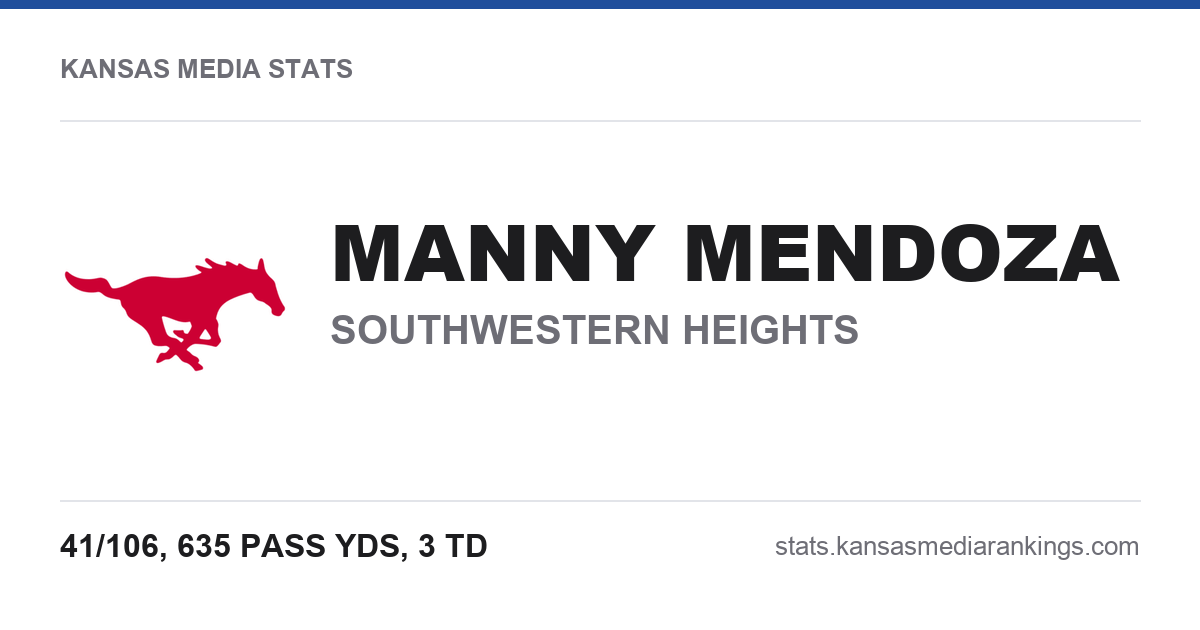 KANSAS MEDIA STATS
MANNY MENDOZA
SOUTHWESTERN HEIGHTS
41/106, 635 PASS YDS, 3 TD
stats.kansasmediarankings.com